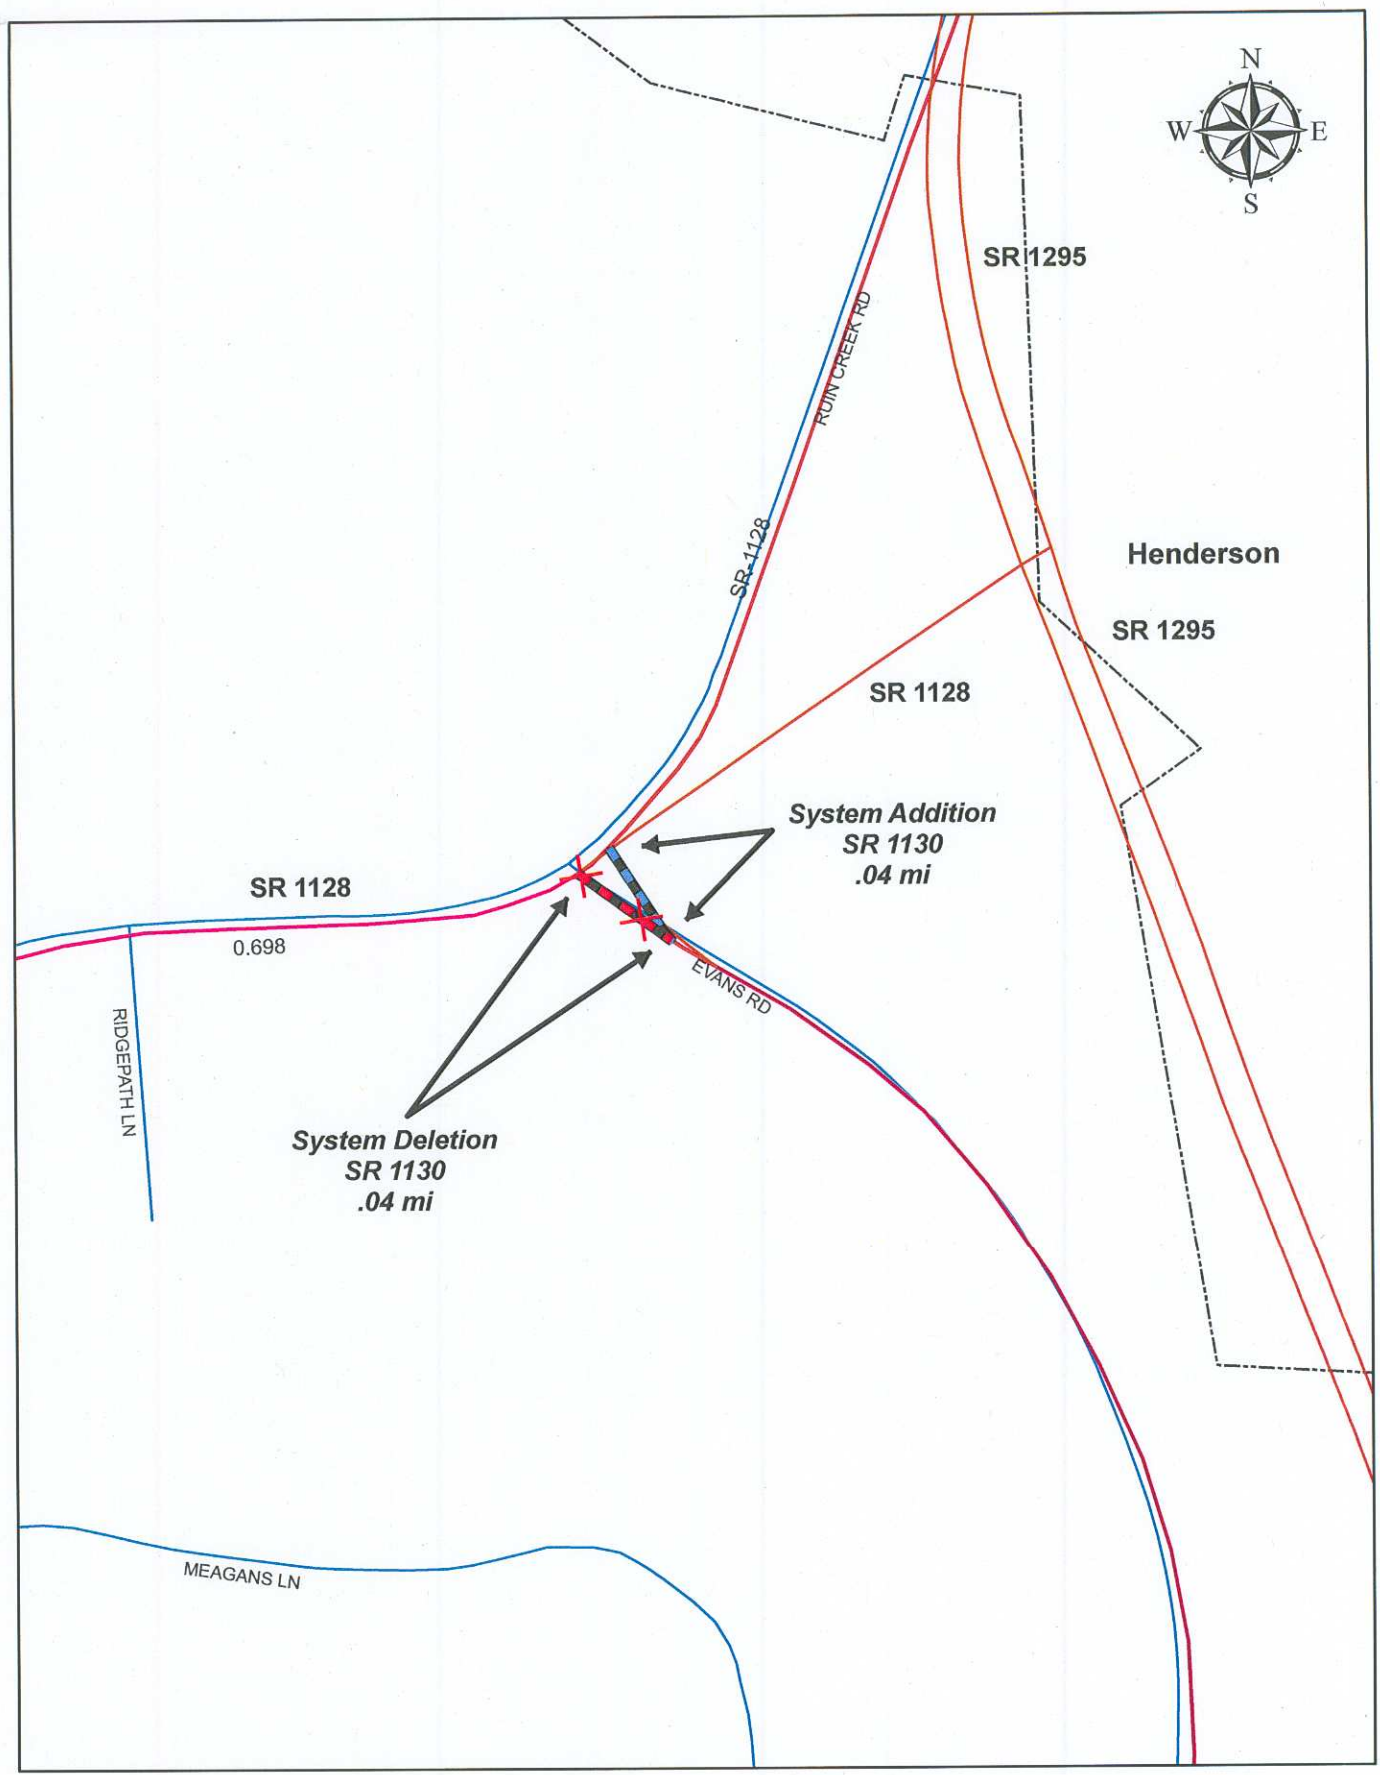 N
W E
S
SR 1295
RUIN CREEK RD
SR-1128
Henderson
SR 1295
SR 1128
System Addition
SR 1130
.04 mi
SR 1128
0.698
EVANS RD
RIDGEPATH LN
System Deletion
SR 1130
.04 mi
MEAGANS LN